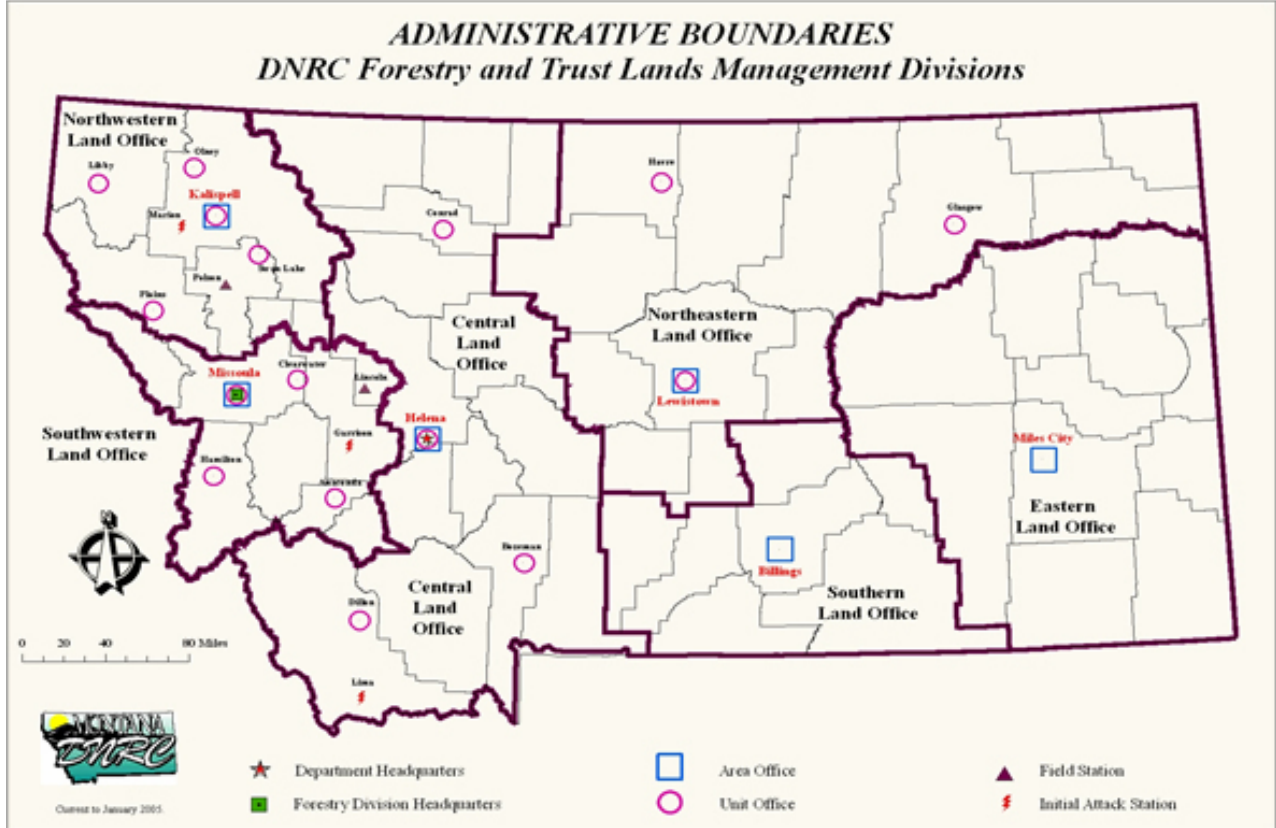 ADMINISTRATIVE BOUNDARIES
DNRC Forestry and Trust Lands Management Divisions
Northwestern
Land Office
Olney
Libby
Kalispell
Marion
Swan Lake
Polson
Plains
Conrad
Havre
Glasgow
Northeastern
Land Office
Lewistown
Central
Land
Office
Missoula
Clearwater
Lincoln
Helena
Garrison
Southwestern
Land Office
Hamilton
Anaconda
Miles City
Eastern
Land Office
Billings
Southern
Land Office
Bozeman
Central
Land
Office
Dillon
Lima
0 20 40 80 Miles
MONTANA
DNRC
Current to January 2005.
Department Headquarters
Forestry Division Headquarters
Area Office
Unit Office
Field Station
Initial Attack Station